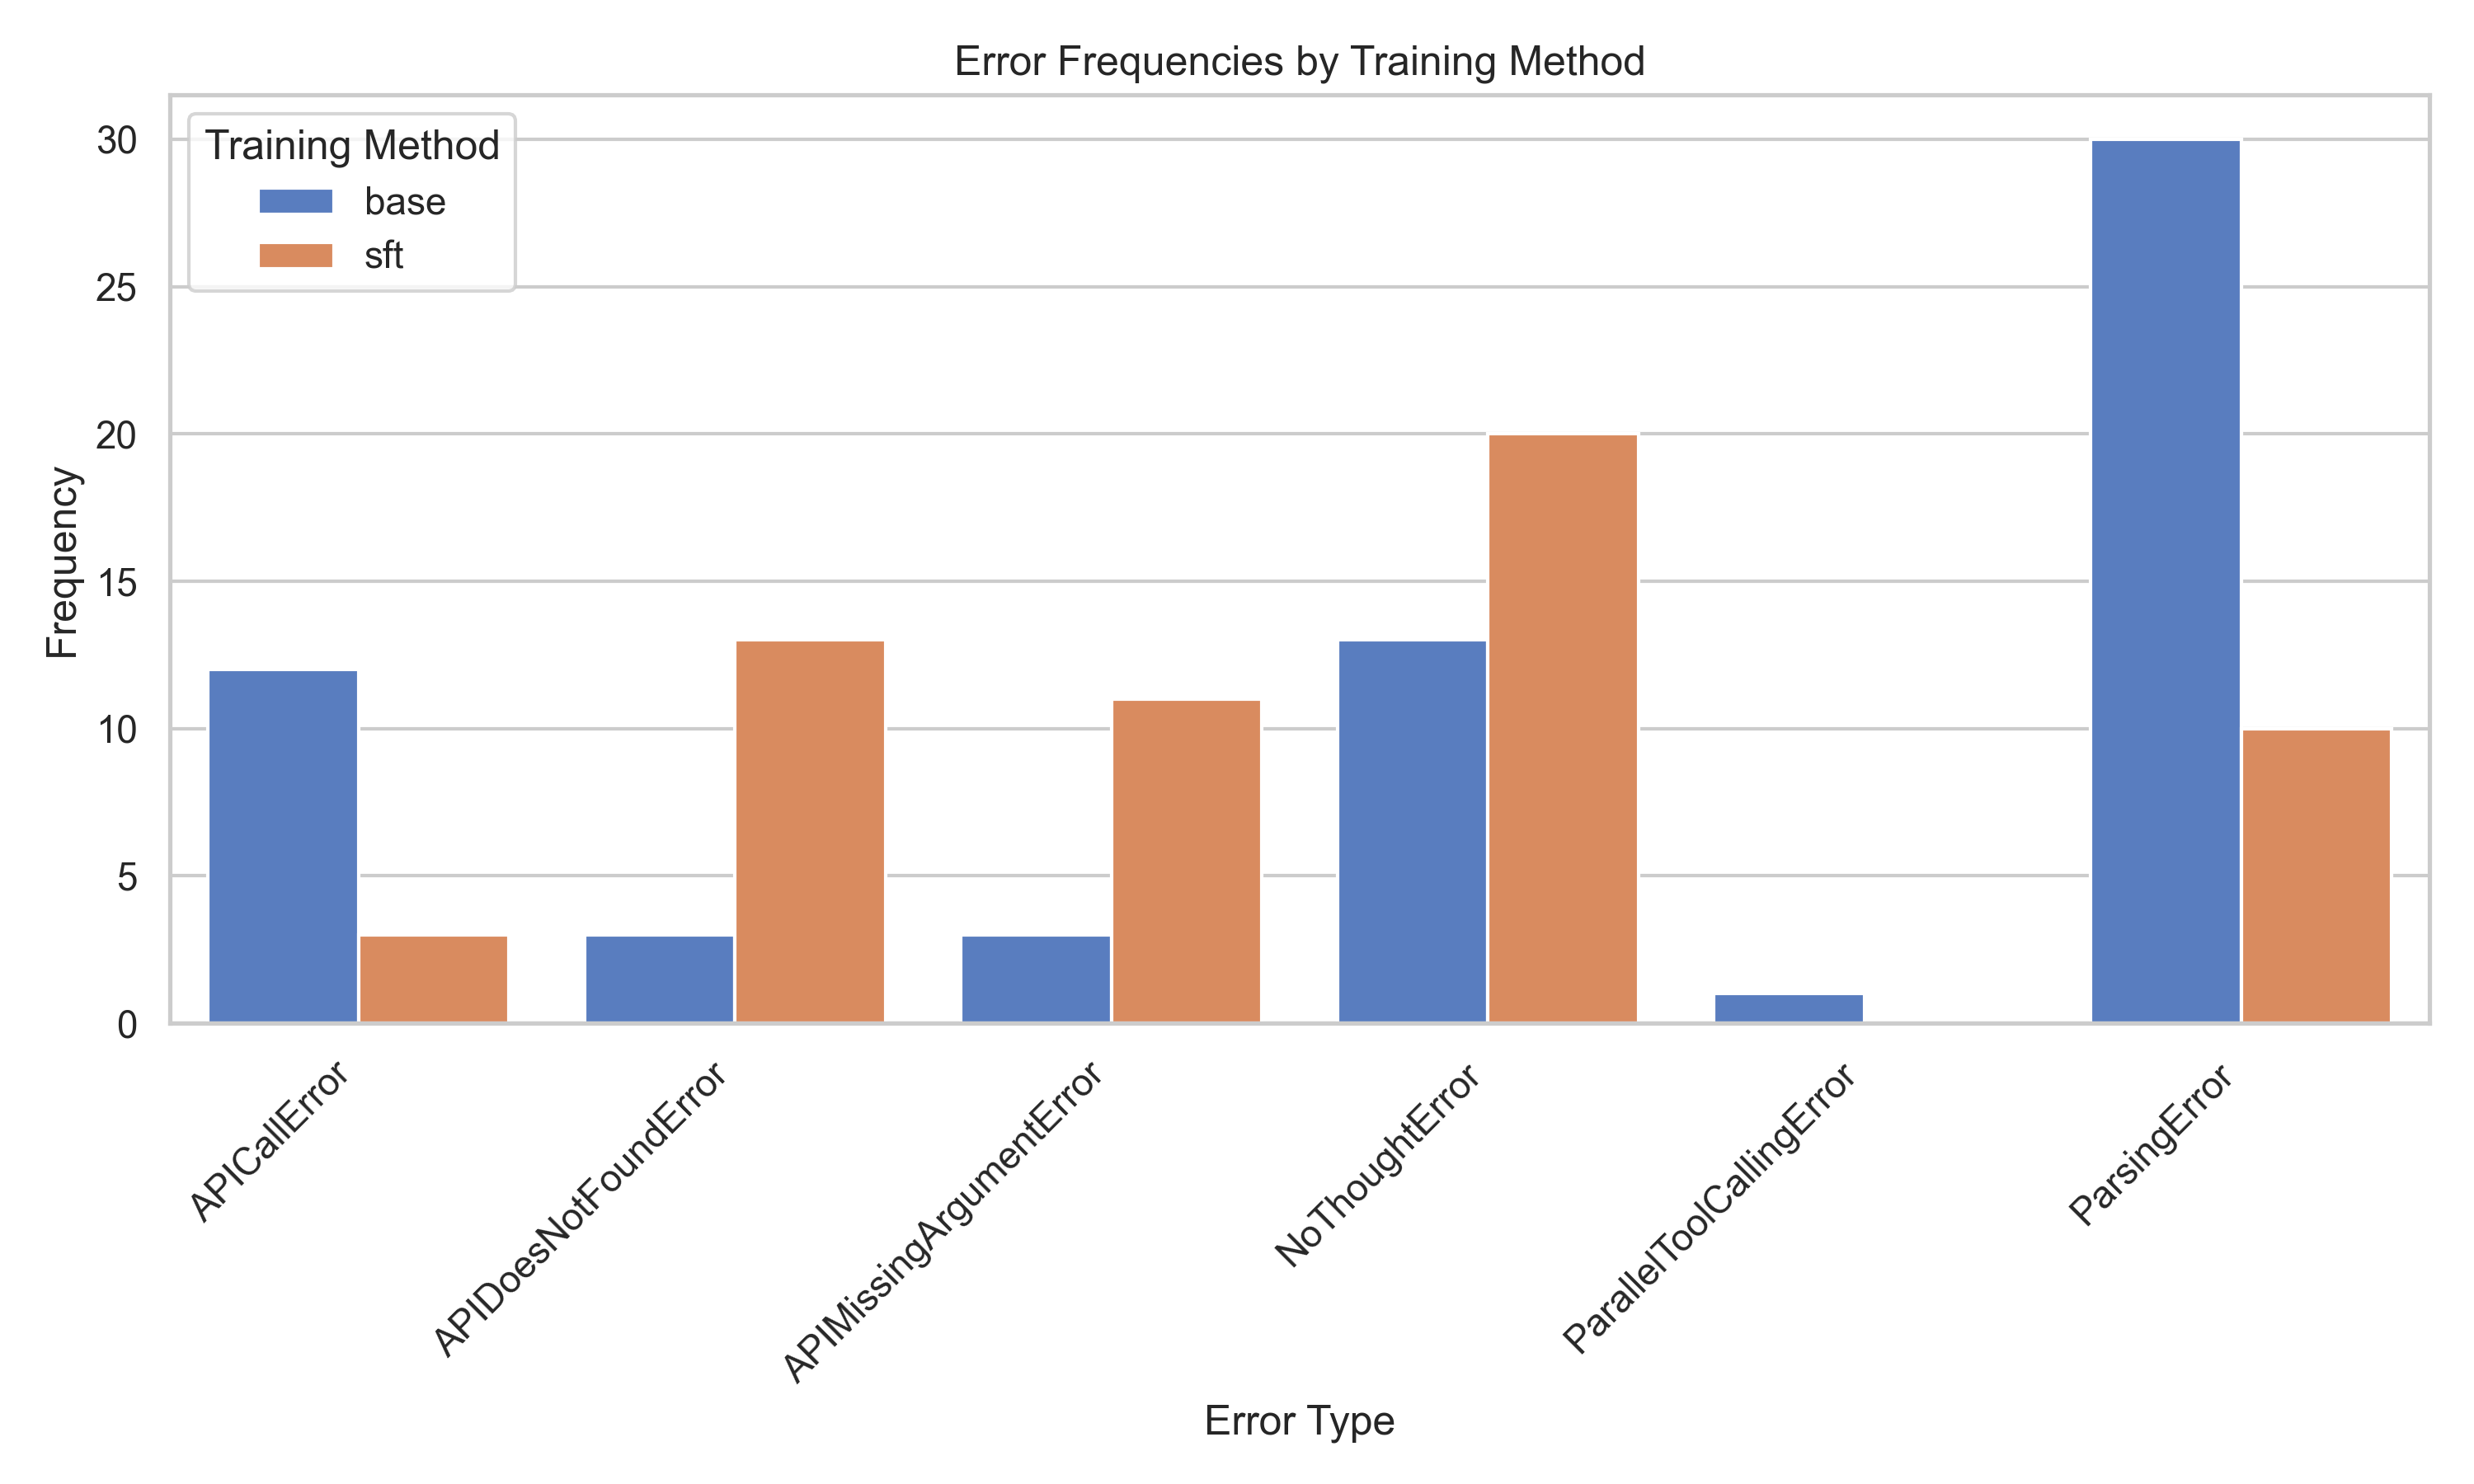 Error Frequencies by Training Method
Training Method
base
sft
Frequency
30
25
20
15
10
5
0
APICallError
APIDoesNotFoundError
APIMissingArgumentError
NoThoughtError
ParallelToolCallingError
ParsingError
Error Type